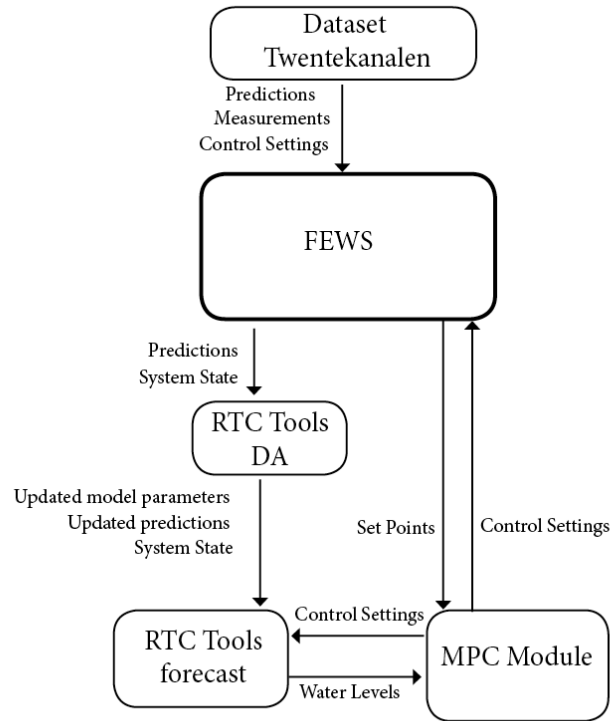 Dataset
Twentekanalen
Predictions
Measurements
Control Settings
FEWS
Predictions
System State
RTC Tools
DA
Updated model parameters
Updated predictions
System State
Set Points
Control Settings
Control Settings
RTC Tools
forecast
MPC Module
Water Levels